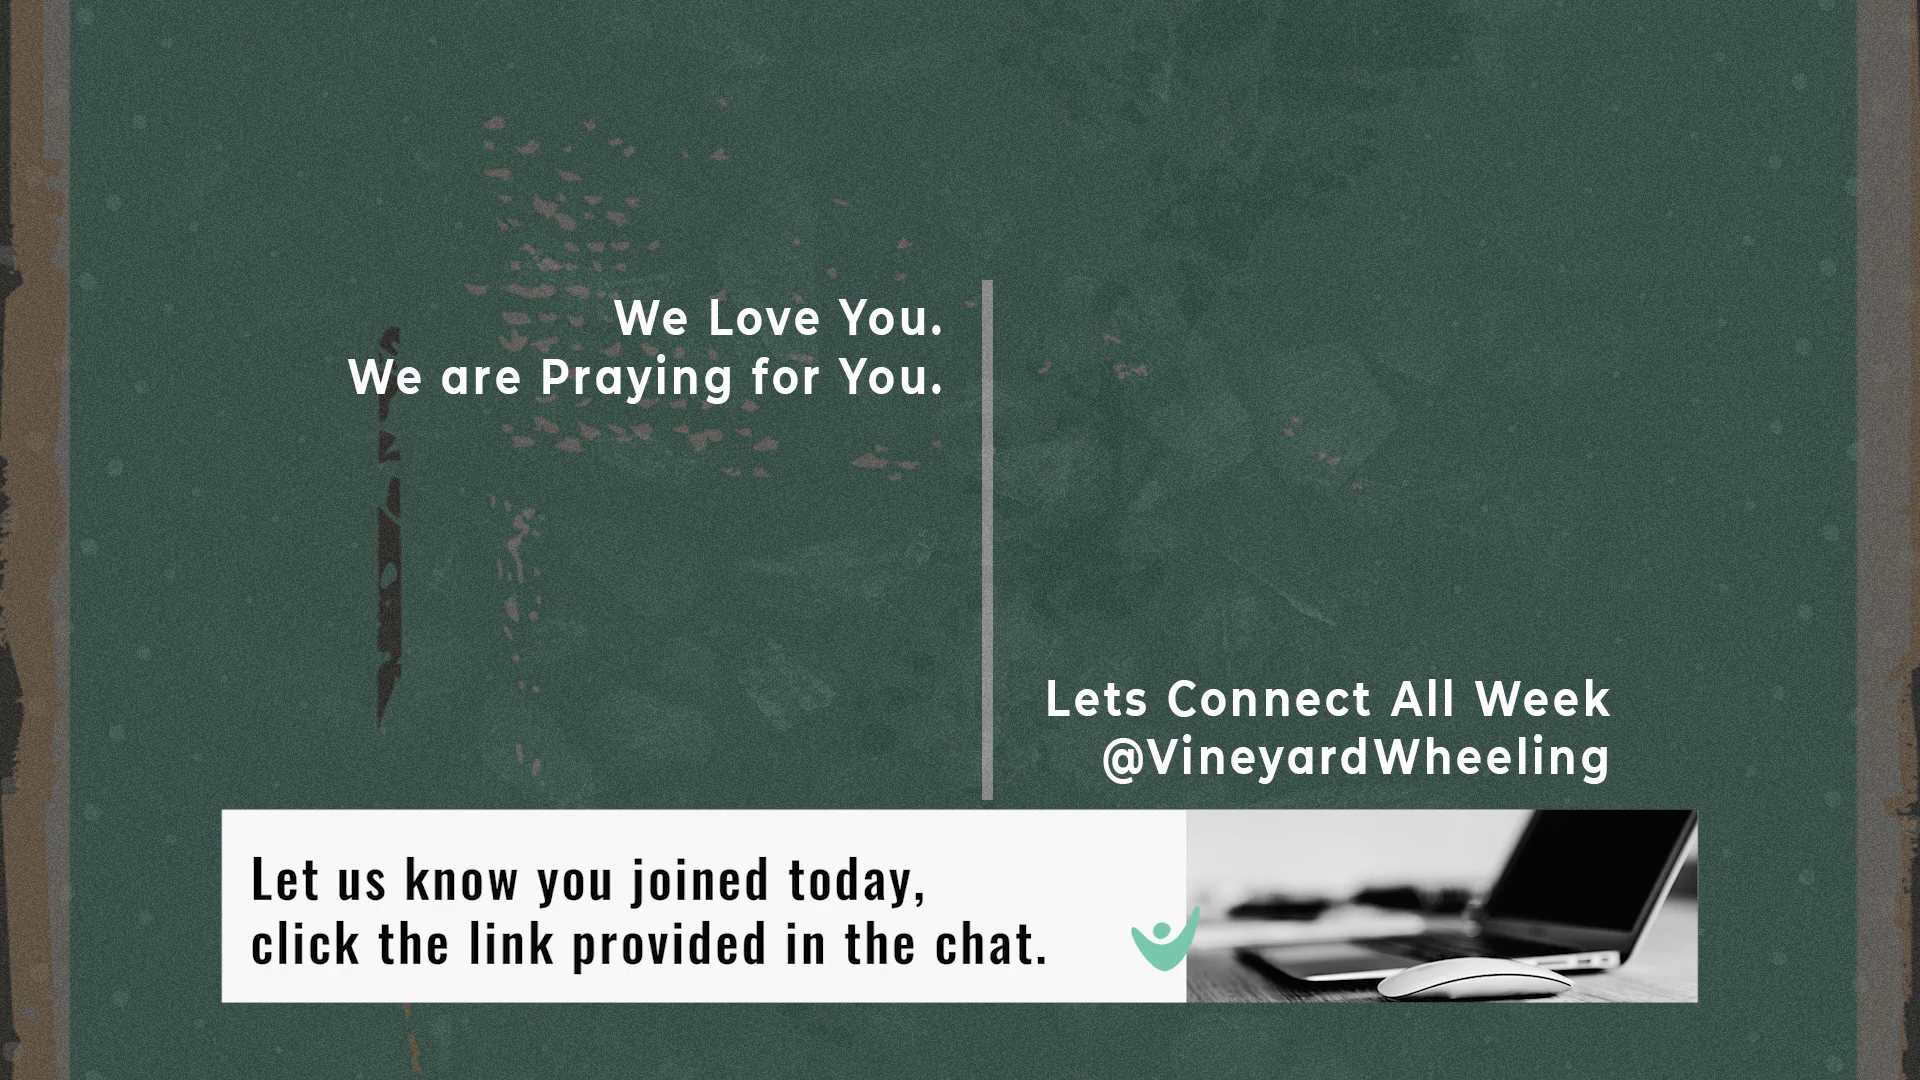 We Love You.
We are Praying for You.
Lets Connect All Week
@VineyardWheeling
Let us know you joined today,
click the link provided in the chat.